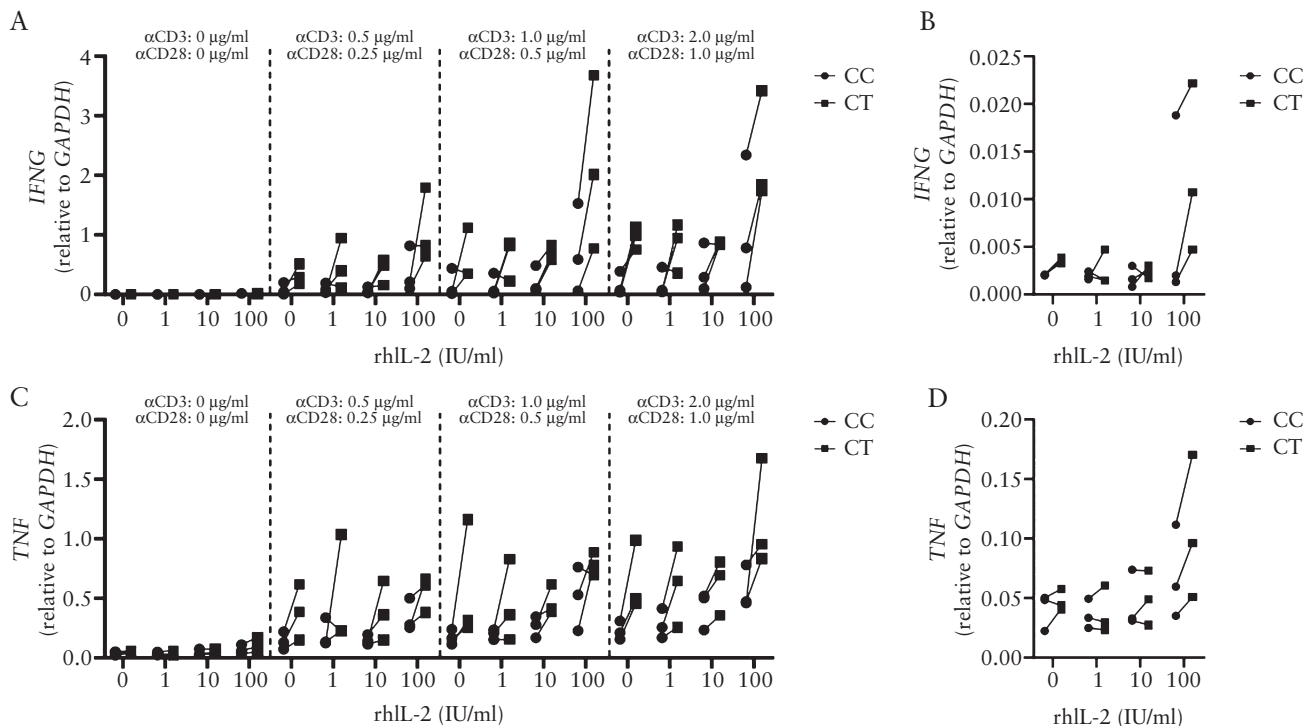 A
αCD3: 0 µg/ml
αCD28: 0 µg/ml
αCD3: 0.5 µg/ml
αCD28: 0.25 µg/ml
αCD3: 1.0 µg/ml
αCD28: 0.5 µg/ml
αCD3: 2.0 µg/ml
αCD28: 1.0 µg/ml
IFNG
(relative to GAPDH)
4
3
2
1
0
0 1 10 100 0 1 10 100 0 1 10 100 0 1 10 100
rhlL-2 (IU/ml)
CC
CT
B
IFNG
(relative to GAPDH)
0.025
0.020
0.015
0.010
0.005
0.000
0 1 10 100
rhlL-2 (IU/ml)
CC
CT
C
αCD3: 0 µg/ml
αCD28: 0 µg/ml
αCD3: 0.5 µg/ml
αCD28: 0.25 µg/ml
αCD3: 1.0 µg/ml
αCD28: 0.5 µg/ml
αCD3: 2.0 µg/ml
αCD28: 1.0 µg/ml
TNF
(relative to GAPDH)
2.0
1.5
1.0
0.5
0.0
0 1 10 100 0 1 10 100 0 1 10 100 0 1 10 100
rhlL-2 (IU/ml)
CC
CT
D
TNF
(relative to GAPDH)
0.20
0.15
0.10
0.05
0.00
0 1 10 100
rhlL-2 (IU/ml)
CC
CT